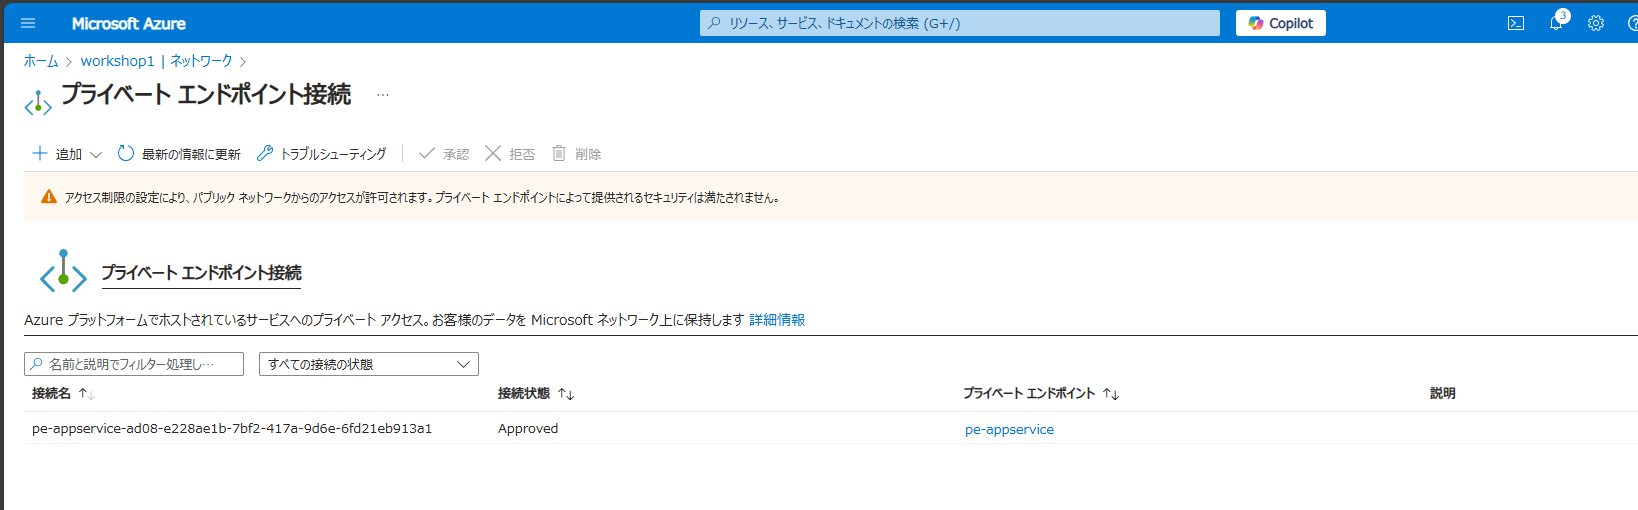 Microsoft Azure
リソース、サービス、ドキュメントの検索 (G+/)
Copilot
3
ホーム > workshop1 | ネットワーク >
プライベート エンドポイント接続 …
追加
最新の情報に更新
トラブルシューティング
承認
拒否
削除
アクセス制限の設定により、パブリック ネットワークからのアクセスが許可されます。プライベート エンドポイントによって提供されるセキュリティは満たされません。
プライベート エンドポイント接続
Azure プラットフォームでホストされているサービスへのプライベート アクセス。お客様のデータを Microsoft ネットワーク上に保持します 詳細情報
名前と説明でフィルター処理し…
すべての接続の状態
接続名 ↑↓ 接続状態 ↑↓ プライベート エンドポイント ↑↓ 説明
pe-appservice-ad08-e228ae1b-7bf2-417a-9d6e-6fd21eb913a1 Approved pe-appservice